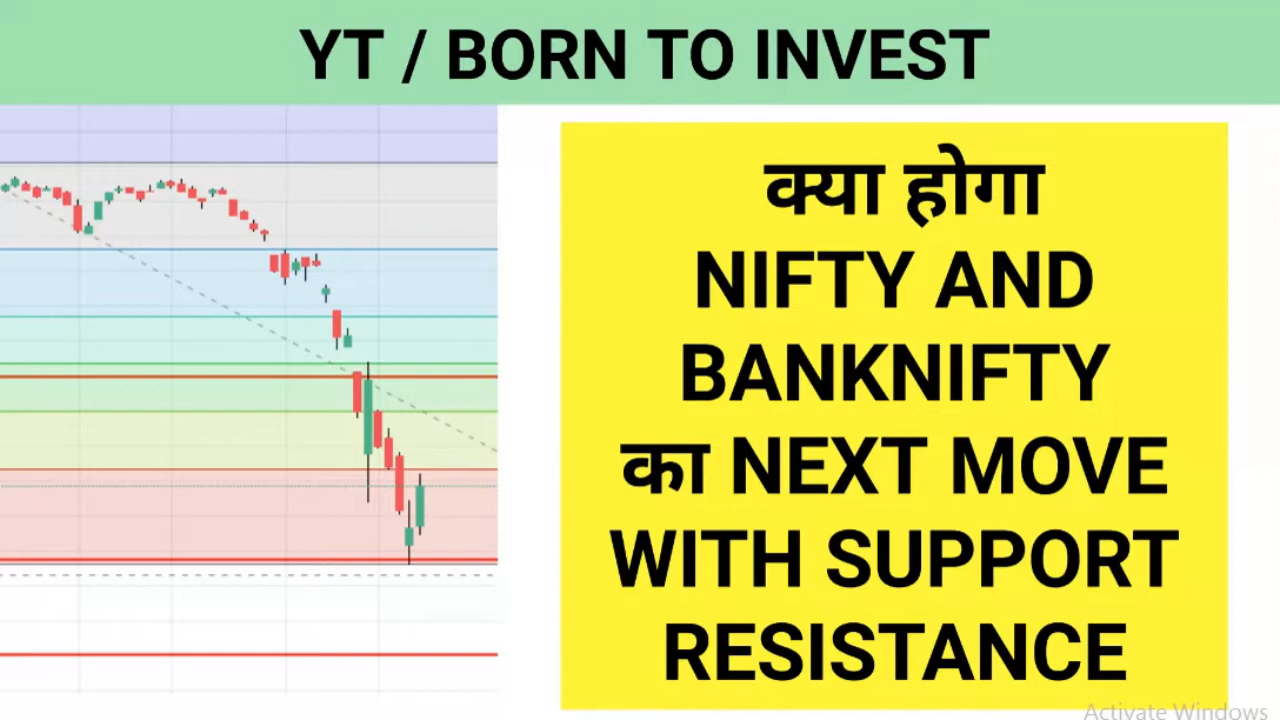 YT / BORN TO INVEST
क्या होगा
NIFTY AND
BANKNIFTY
का NEXT MOVE
WITH SUPPORT
RESISTANCE
Activate Windows